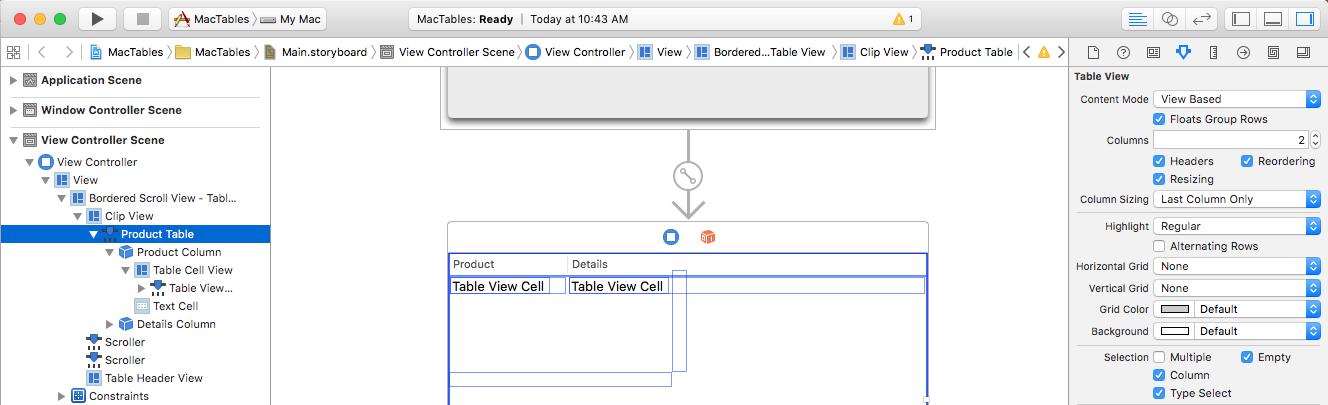 MacTables My Mac MacTables: Ready | Today at 10:43 AM 1
MacTables MacTables Main.storyboard View Controller Scene View Controller View Bordered...Table View Clip View Product Table
Application Scene
Window Controller Scene
View Controller Scene
View Controller
View
Bordered Scroll View - Tabl...
Clip View
Product Table
Product Column
Table Cell View
Table View...
Text Cell
Details Column
Scroller
Scroller
Table Header View
Constraints
Product Details
Table View Cell Table View Cell
Table View
Content Mode View Based
Floats Group Rows
Columns 2
Headers Reordering
Resizing
Column Sizing Last Column Only
Highlight Regular
Alternating Rows
Horizontal Grid None
Vertical Grid None
Grid Color Default
Background Default
Selection Multiple Empty
Column
Type Select